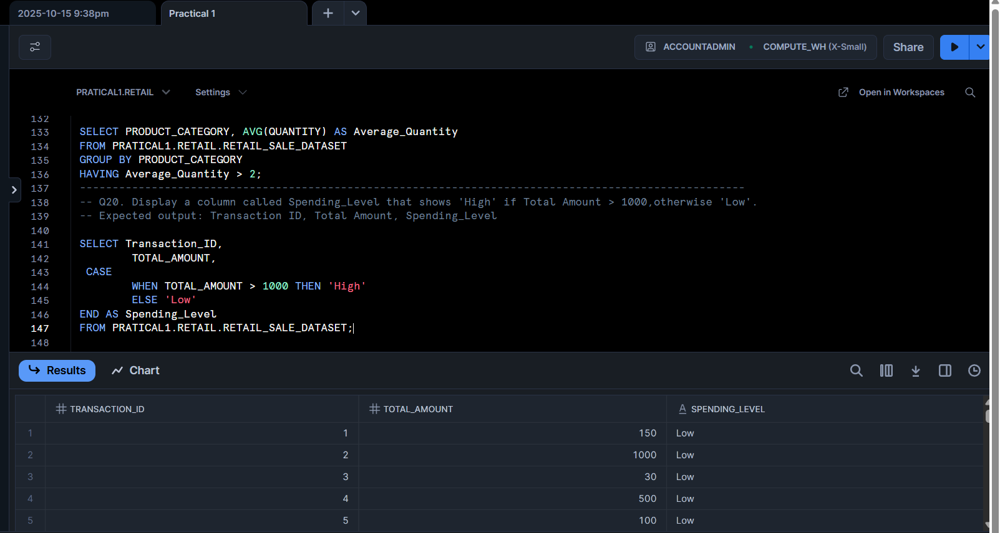 2025-10-15 9:38pm
Practical 1
ACCOUNTADMIN
COMPUTE_WH (X-Small)
Share
PRATICAL1.RETAIL
Settings
Open in Workspaces
132
133 SELECT PRODUCT_CATEGORY, AVG(QUANTITY) AS Average_Quantity
134 FROM PRATICAL1.RETAIL.RETAIL_SALE_DATASET
135 GROUP BY PRODUCT_CATEGORY
136 HAVING Average_Quantity > 2;
137 ------------------------------------------------------------------------------------------------------
138 -- Q20. Display a column called Spending_Level that shows 'High' if Total Amount > 1000,otherwise 'Low'.
139 -- Expected output: Transaction ID, Total Amount, Spending_Level
140
141 SELECT Transaction_ID,
142 TOTAL_AMOUNT,
143 CASE
144 WHEN TOTAL_AMOUNT > 1000 THEN 'High'
145 ELSE 'Low'
146 END AS Spending_Level
147 FROM PRATICAL1.RETAIL.RETAIL_SALE_DATASET;
148
Results
Chart
TRANSACTION_ID TOTAL_AMOUNT SPENDING_LEVEL
1 1 150 Low
2 2 1000 Low
3 3 30 Low
4 4 500 Low
5 5 100 Low